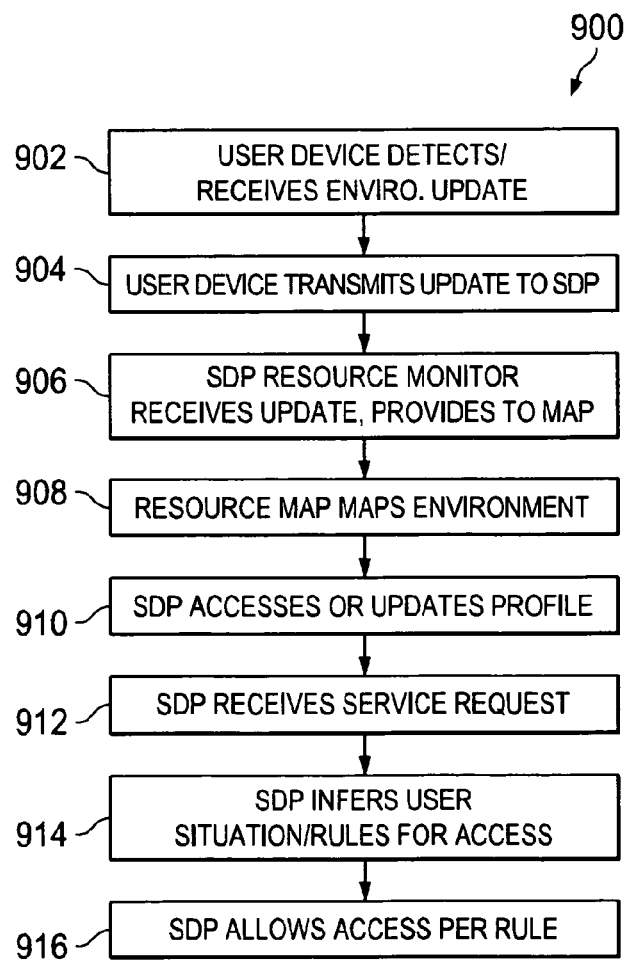 900
902
USER DEVICE DETECTS/
RECEIVES ENVIRO. UPDATE
904
USER DEVICE TRANSMITS UPDATE TO SDP
906
SDP RESOURCE MONITOR
RECEIVES UPDATE, PROVIDES TO MAP
908
RESOURCE MAP MAPS ENVIRONMENT
910
SDP ACCESSES OR UPDATES PROFILE
912
SDP RECEIVES SERVICE REQUEST
914
SDP INFERS USER
SITUATION/RULES FOR ACCESS
916
SDP ALLOWS ACCESS PER RULE